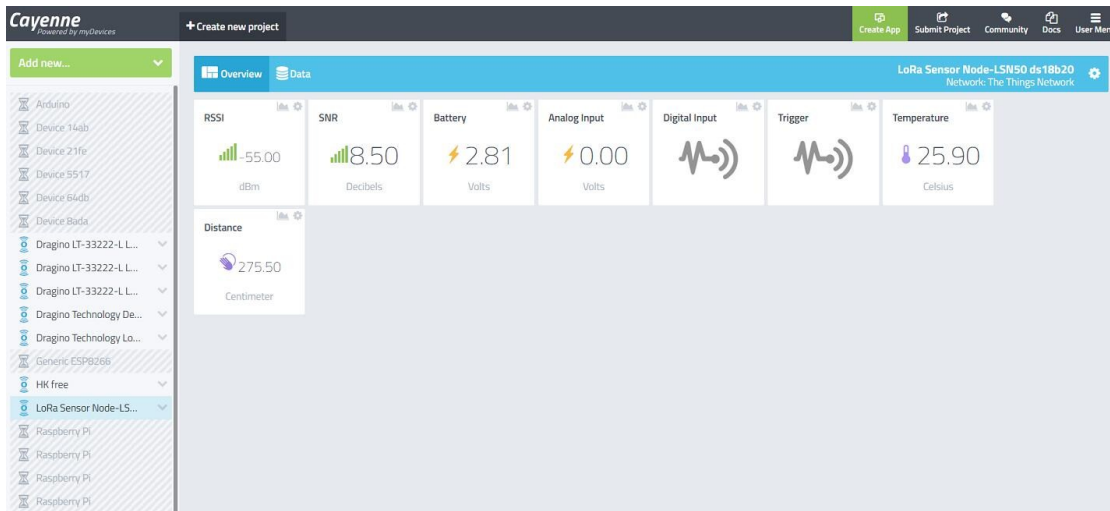 Cayenne
Powered by myDevices
+ Create new project
Create App
Submit Project
Community
Docs
User Men
Add new...
Overview
Data
LoRa Sensor Node-LSN50 ds18b20
Network: The Things Network
Arduino
Device 14ab
Device 21fe
Device 5517
Device 64db
Device 8ada
Dragino LT-33222-L L...
Dragino LT-33222-L L...
Dragino LT-33222-L L...
Dragino Technology De...
Dragino Technology Lo...
Generic ESP8266
HK free
LoRa Sensor Node-LS...
Raspberry Pi
Raspberry Pi
Raspberry Pi
Raspberry Pi
RSSI
-55.00
dBm
SNR
8.50
Decibels
Battery
2.81
Volts
Analog Input
0.00
Volts
Digital Input
Trigger
Temperature
25.90
Celsius
Distance
275.50
Centimeter